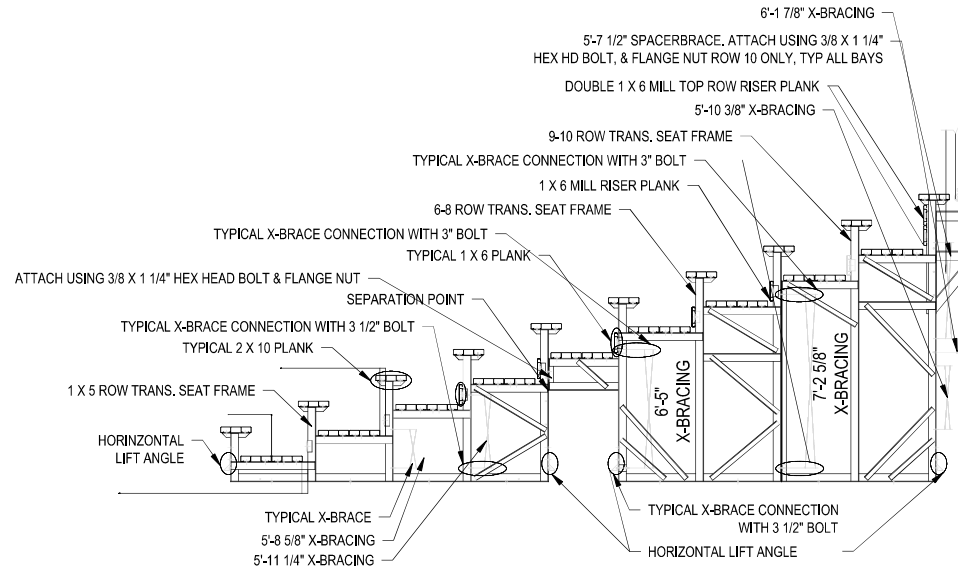 6'-1 7/8" X-BRACING
5'-7 1/2" SPACERBRACE. ATTACH USING 3/8 X 1 1/4"
HEX HD BOLT, & FLANGE NUT ROW 10 ONLY, TYP ALL BAYS
DOUBLE 1 X 6 MILL TOP ROW RISER PLANK
5'-10 3/8" X-BRACING
9-10 ROW TRANS. SEAT FRAME
TYPICAL X-BRACE CONNECTION WITH 3" BOLT
1 X 6 MILL RISER PLANK
6-8 ROW TRANS. SEAT FRAME
TYPICAL X-BRACE CONNECTION WITH 3" BOLT
TYPICAL 1 X 6 PLANK
ATTACH USING 3/8 X 1 1/4" HEX HEAD BOLT & FLANGE NUT
SEPARATION POINT
TYPICAL X-BRACE CONNECTION WITH 3 1/2" BOLT
TYPICAL 2 X 10 PLANK
1 X 5 ROW TRANS. SEAT FRAME
HORINZONTAL
LIFT ANGLE
6'-5"
X-BRACING
7'-2 5/8"
X-BRACING
TYPICAL X-BRACE
5'-8 5/8" X-BRACING
5'-11 1/4" X-BRACING
TYPICAL X-BRACE CONNECTION
WITH 3 1/2" BOLT
HORIZONTAL LIFT ANGLE